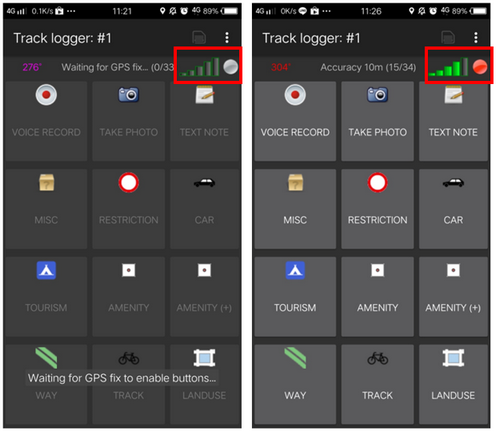 4G 0.1K/s ... 11:21 4G 89%
Track logger: #1
276° Waiting for GPS fix... (0/33
VOICE RECORD TAKE PHOTO TEXT NOTE
MISC RESTRICTION CAR
TOURISM AMENITY AMENITY (+)
Waiting for GPS fix to enable buttons...
WAY TRACK LANDUSE
4G 0K/s ... 11:26 4G 89%
Track logger: #1
304° Accuracy 10m (15/34)
VOICE RECORD TAKE PHOTO TEXT NOTE
MISC RESTRICTION CAR
TOURISM AMENITY AMENITY (+)
WAY TRACK LANDUSE